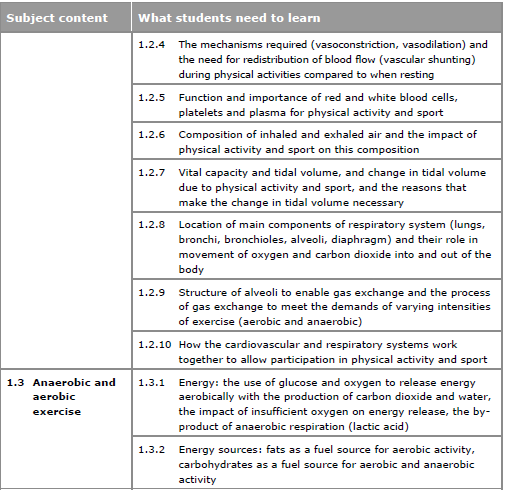 Subject content What students need to learn
1.2.4 The mechanisms required (vasoconstriction, vasodilation) and
the need for redistribution of blood flow (vascular shunting)
during physical activities compared to when resting
1.2.5 Function and importance of red and white blood cells,
platelets and plasma for physical activity and sport
1.2.6 Composition of inhaled and exhaled air and the impact of
physical activity and sport on this composition
1.2.7 Vital capacity and tidal volume, and change in tidal volume
due to physical activity and sport, and the reasons that
make the change in tidal volume necessary
1.2.8 Location of main components of respiratory system (lungs,
bronchi, bronchioles, alveoli, diaphragm) and their role in
movement of oxygen and carbon dioxide into and out of the
body
1.2.9 Structure of alveoli to enable gas exchange and the process
of gas exchange to meet the demands of varying intensities
of exercise (aerobic and anaerobic)
1.2.10 How the cardiovascular and respiratory systems work
together to allow participation in physical activity and sport
1.3 Anaerobic and
aerobic
exercise
1.3.1 Energy: the use of glucose and oxygen to release energy
aerobically with the production of carbon dioxide and water,
the impact of insufficient oxygen on energy release, the by-
product of anaerobic respiration (lactic acid)
1.3.2 Energy sources: fats as a fuel source for aerobic activity,
carbohydrates as a fuel source for aerobic and anaerobic
activity